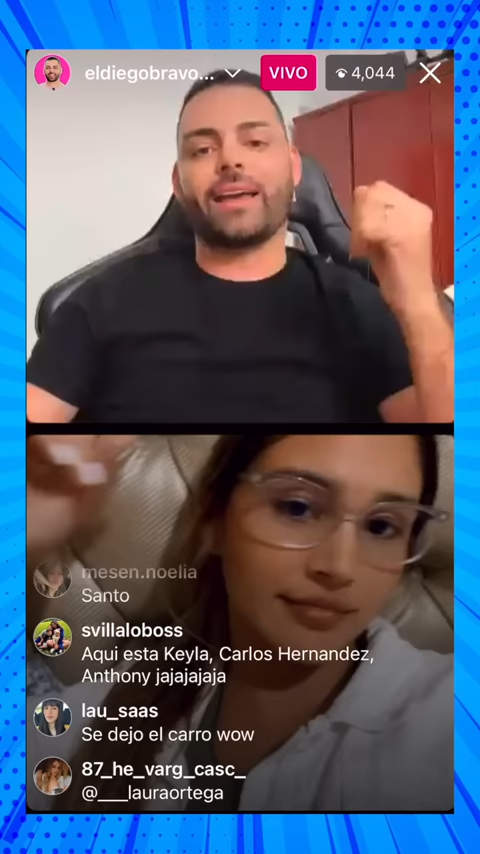 eldiegobravo...
VIVO
4,044
mesen.noelia
Santo
svillaloboss
Aqui esta Keyla, Carlos Hernandez,
Anthony jajajajaja
lau_saas
Se dejo el carro wow
87_he_varg_casc_
@___lauraortega